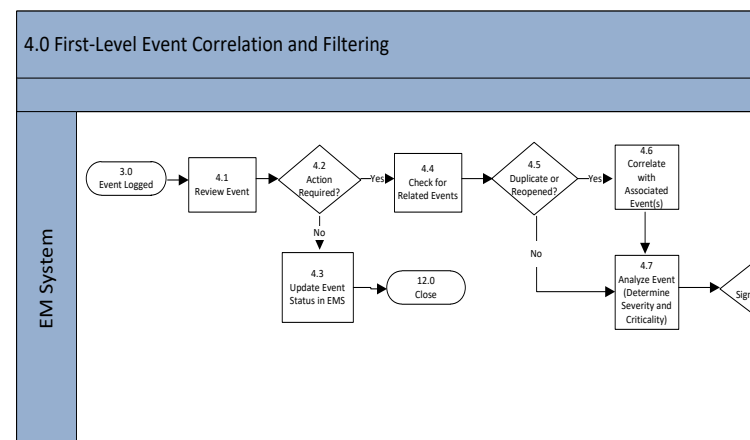 4.0 First-Level Event Correlation and Filtering
EM System
3.0
Event Logged
4.1
Review Event
4.2
Action
Required?
Yes
No
4.3
Update Event
Status in EMS
12.0
Close
4.4
Check for
Related Events
4.5
Duplicate or
Reopened?
Yes
No
4.6
Correlate
with
Associated
Event(s)
4.7
Analyze Event
(Determine
Severity and
Criticality)